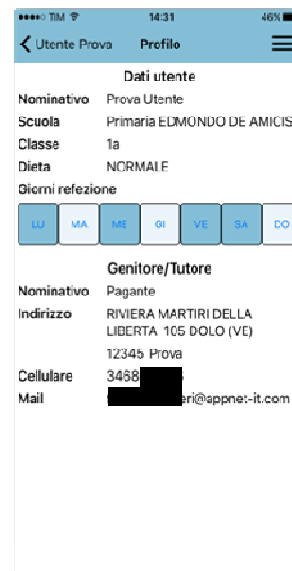 TIM 14:31 46%
Utente Prova Profilo
Dati utente
Nominativo Prova Utente
Scuola Primaria EDMONDO DE AMICIS
Classe 1a
Dieta NORMALE
Giorni refezione
LU MA ME GI VE SA DO
Genitore/Tutore
Nominativo Pagante
Indirizzo RIVIERA MARTIRI DELLA
LIBERTA 105 DOLO (VE)
12345 Prova
Cellulare 3468
Mail eri@appnet-it.com